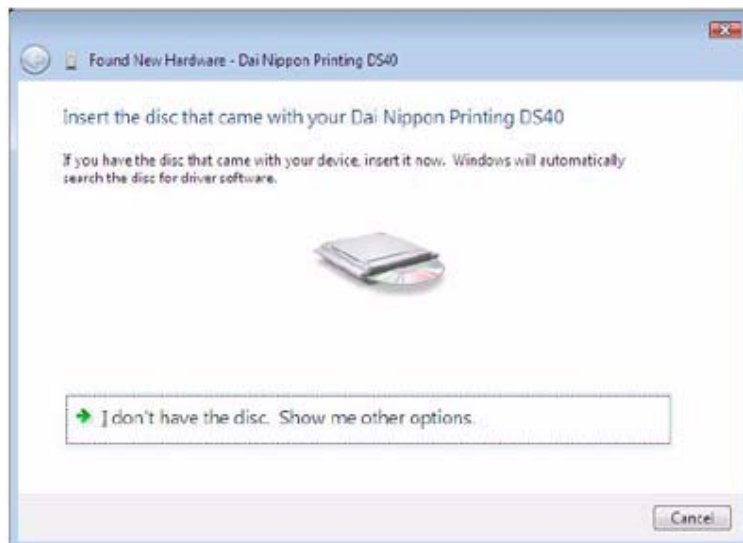 Found New Hardware - Dai Nippon Printing DS40
Insert the disc that came with your Dai Nippon Printing DS40
If you have the disc that came with your device, insert it now. Windows will automatically
search the disc for driver software.
I don't have the disc. Show me other options.
Cancel